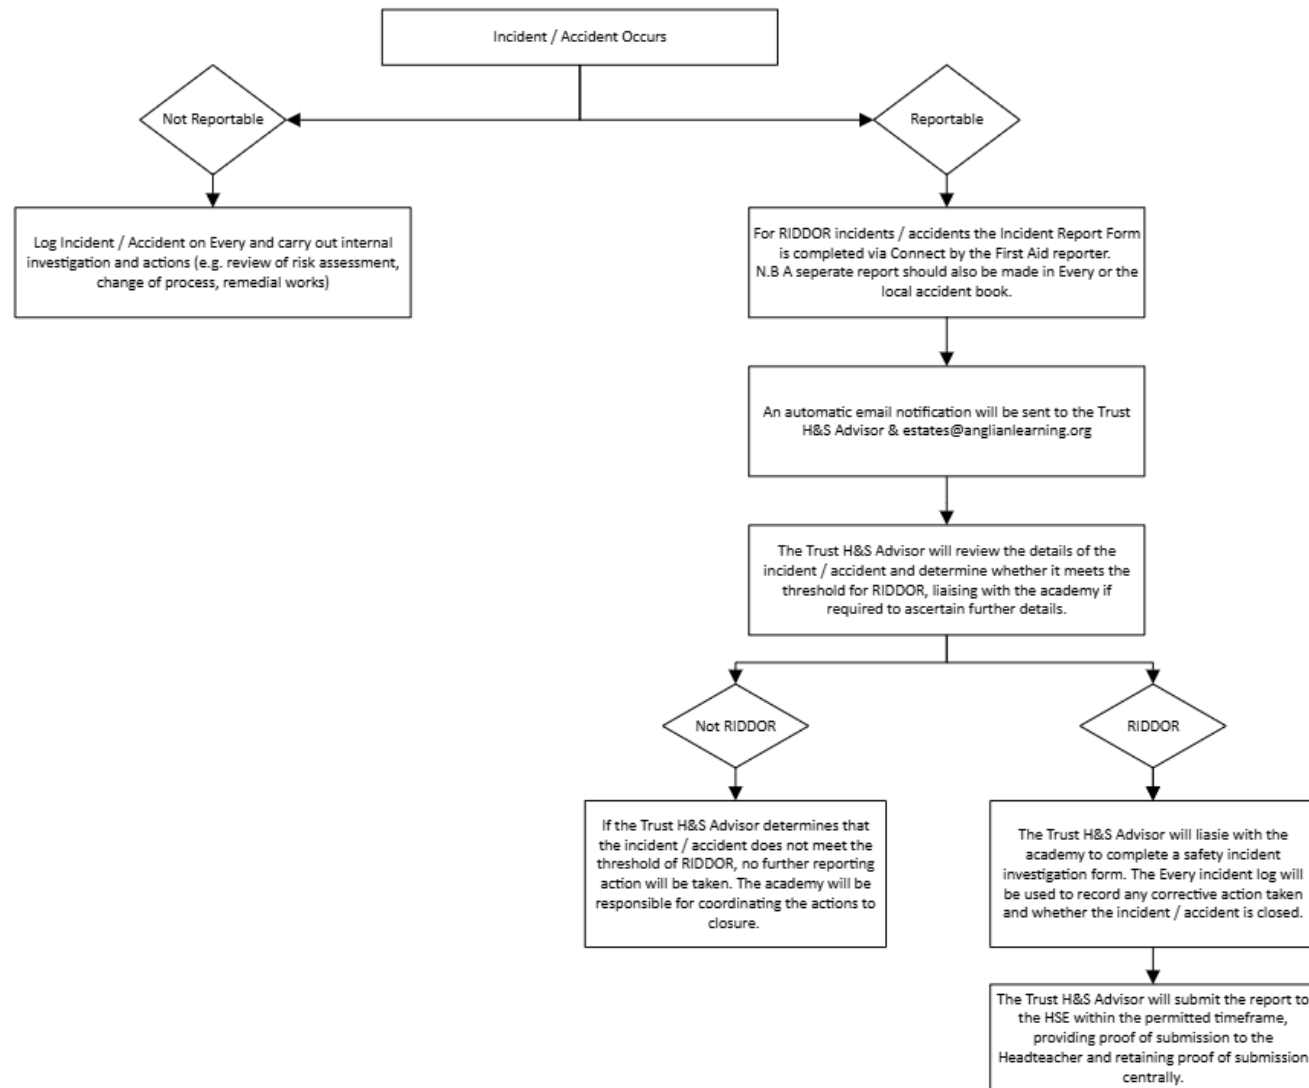 Incident / Accident Occurs
Not Reportable
Reportable
Log Incident / Accident on Every and carry out internal
investigation and actions (e.g. review of risk assessment,
change of process, remedial works)
For RIDDOR incidents / accidents the Incident Report Form
is completed via Connect by the First Aid reporter.
N.B A seperate report should also be made in Every or the
local accident book.
An automatic email notification will be sent to the Trust
H&S Advisor & estates@anglianlearning.org
The Trust H&S Advisor will review the details of the
incident / accident and determine whether it meets the
threshold for RIDDOR, liaising with the academy if
required to ascertain further details.
Not RIDDOR
RIDDOR
If the Trust H&S Advisor determines that
the incident / accident does not meet the
threshold of RIDDOR, no further reporting
action will be taken. The academy will be
responsible for coordinating the actions to
closure.
The Trust H&S Advisor will liasie with the
academy to complete a safety incident
investigation form. The Every incident log will
be used to record any corrective action taken
and whether the incident / accident is closed.
The Trust H&S Advisor will submit the report to
the HSE within the permitted timeframe,
providing proof of submission to the
Headteacher and retaining proof of submission
centrally.